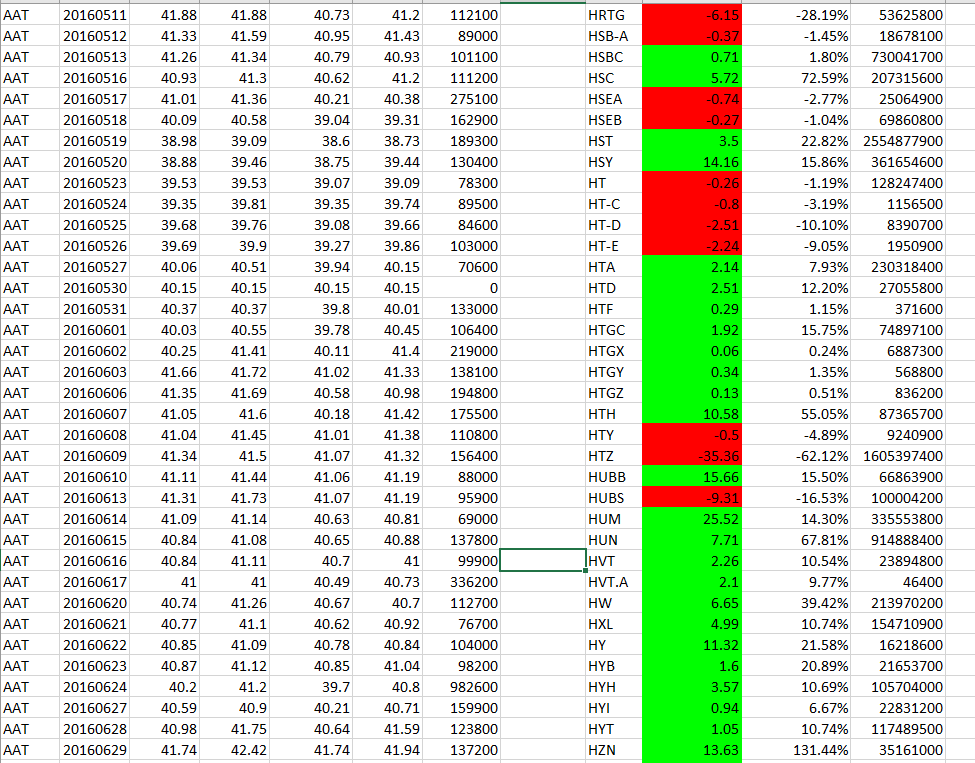 AAT 20160511 41.88 41.88 40.73 41.2 112100 HRTG -6.15 -28.19% 53625800
AAT 20160512 41.33 41.59 40.95 41.43 89000 HSB-A -0.37 -1.45% 18678100
AAT 20160513 41.26 41.34 40.79 40.93 101100 HSBC 0.71 1.80% 730041700
AAT 20160516 40.93 41.3 40.62 41.2 111200 HSC 5.72 72.59% 207315600
AAT 20160517 41.01 41.36 40.21 40.38 275100 HSEA -0.74 -2.77% 25064900
AAT 20160518 40.09 40.58 39.04 39.31 162900 HSEB -0.27 -1.04% 69860800
AAT 20160519 38.98 39.09 38.6 38.73 189300 HST 3.5 22.82% 2554877900
AAT 20160520 38.88 39.46 38.75 39.44 130400 HSY 14.16 15.86% 361654600
AAT 20160523 39.53 39.53 39.07 39.09 78300 HT -0.26 -1.19% 128247400
AAT 20160524 39.35 39.81 39.35 39.74 89500 HT-C -0.8 -3.19% 1156500
AAT 20160525 39.68 39.76 39.08 39.66 84600 HT-D -2.51 -10.10% 8390700
AAT 20160526 39.69 39.9 39.27 39.86 103000 HT-E -2.24 -9.05% 1950900
AAT 20160527 40.06 40.51 39.94 40.15 70600 HTA 2.14 7.93% 230318400
AAT 20160530 40.15 40.15 40.15 40.15 0 HTD 2.51 12.20% 27055800
AAT 20160531 40.37 40.37 39.8 40.01 133000 HTF 0.29 1.15% 371600
AAT 20160601 40.03 40.55 39.78 40.45 106400 HTGC 1.92 15.75% 74897100
AAT 20160602 40.25 41.41 40.11 41.4 219000 HTGX 0.06 0.24% 6887300
AAT 20160603 41.66 41.72 41.02 41.33 138100 HTGY 0.34 1.35% 568800
AAT 20160606 41.35 41.69 40.58 40.98 194800 HTGZ 0.13 0.51% 836200
AAT 20160607 41.05 41.6 40.18 41.42 175500 HTH 10.58 55.05% 87365700
AAT 20160608 41.04 41.45 41.01 41.38 110800 HTY -0.5 -4.89% 9240900
AAT 20160609 41.34 41.5 41.07 41.32 156400 HTZ -35.36 -62.12% 1605397400
AAT 20160610 41.11 41.44 41.06 41.19 88000 HUBB 15.66 15.50% 66863900
AAT 20160613 41.31 41.73 41.07 41.19 95900 HUBS -9.31 -16.53% 100004200
AAT 20160614 41.09 41.14 40.63 40.81 69000 HUM 25.52 14.30% 335553800
AAT 20160615 40.84 41.08 40.65 40.88 137800 HUN 7.71 67.81% 914888400
AAT 20160616 40.84 41.11 40.7 41 99900 HVT 2.26 10.54% 23894800
AAT 20160617 41 41 40.49 40.73 336200 HVT.A 2.1 9.77% 46400
AAT 20160620 40.74 41.26 40.67 40.7 112700 HW 6.65 39.42% 213970200
AAT 20160621 40.77 41.1 40.62 40.92 76700 HXL 4.99 10.74% 154710900
AAT 20160622 40.85 41.09 40.78 40.84 104000 HY 11.32 21.58% 16218600
AAT 20160623 40.87 41.12 40.85 41.04 98200 HYB 1.6 20.89% 21653700
AAT 20160624 40.2 41.2 39.7 40.8 982600 HYH 3.57 10.69% 105704000
AAT 20160627 40.59 40.9 40.21 40.71 159900 HYI 0.94 6.67% 22831200
AAT 20160628 40.98 41.75 40.64 41.59 123800 HYT 1.05 10.74% 117489500
AAT 20160629 41.74 42.42 41.74 41.94 137200 HZN 13.63 131.44% 35161000